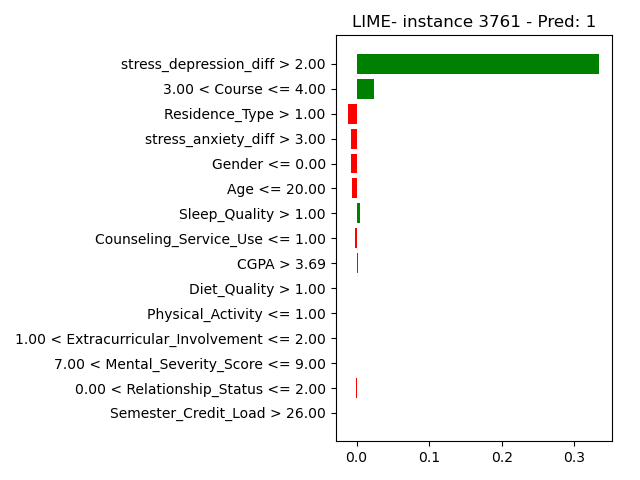 LIME- instance 3761 - Pred: 1
stress_depression_diff > 2.00
3.00 < Course <= 4.00
Residence_Type > 1.00
stress_anxiety_diff > 3.00
Gender <= 0.00
Age <= 20.00
Sleep_Quality > 1.00
Counseling_Service_Use <= 1.00
CGPA > 3.69
Diet_Quality > 1.00
Physical_Activity <= 1.00
1.00 < Extracurricular_Involvement <= 2.00
7.00 < Mental_Severity_Score <= 9.00
0.00 < Relationship_Status <= 2.00
Semester_Credit_Load > 26.00
0.0 0.1 0.2 0.3